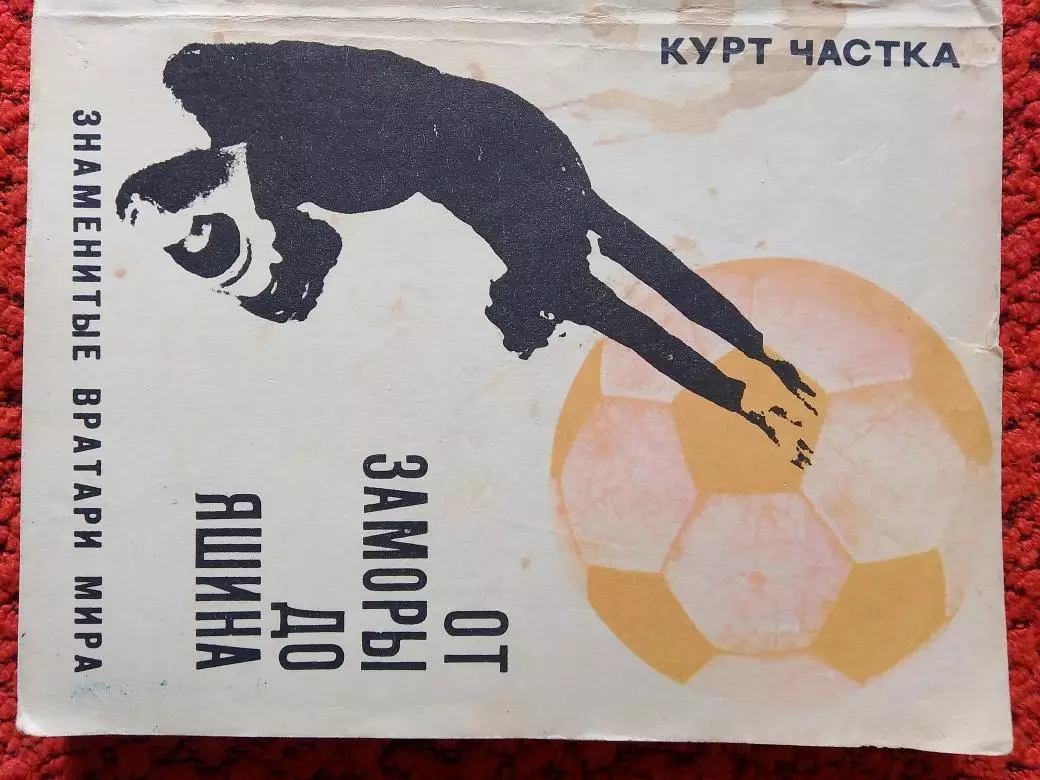 КУРТ ЧАСТКА
ОТ
ЗАМОРЫ
ДО
ЯШИНА
ЗНАМЕНИТЫЕ ВРАТАРИ МИРА